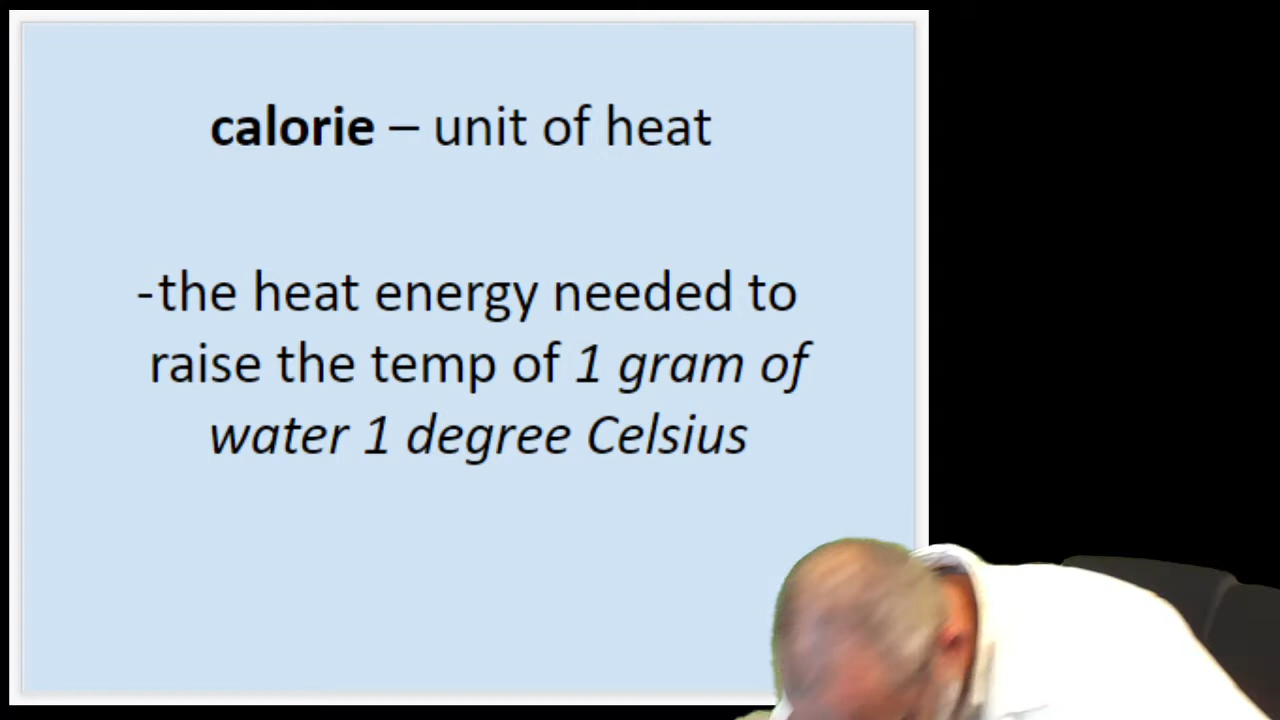 calorie – unit of heat
-the heat energy needed to
raise the temp of 1 gram of
water 1 degree Celsius